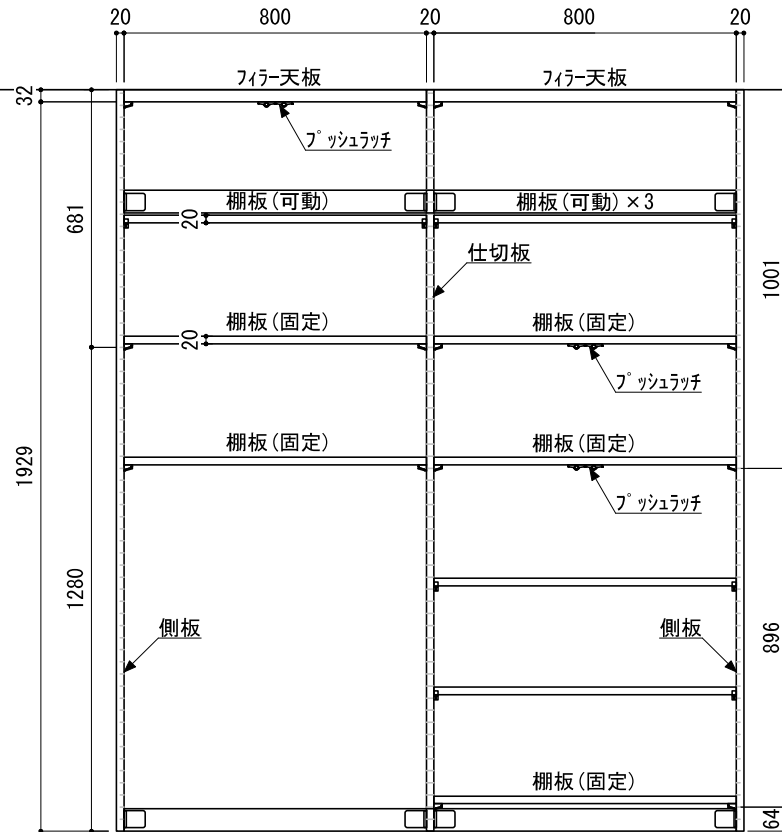 20 800 20 800 20
フィラー天板 フィラー天板
32
プッシュラッチ
棚板(可動) 棚板(可動)×3
681
20
仕切板
1001
棚板(固定) 棚板(固定)
20
プッシュラッチ
棚板(固定) 棚板(固定)
1929
プッシュラッチ
1280
側板 側板
896
棚板(固定)
64